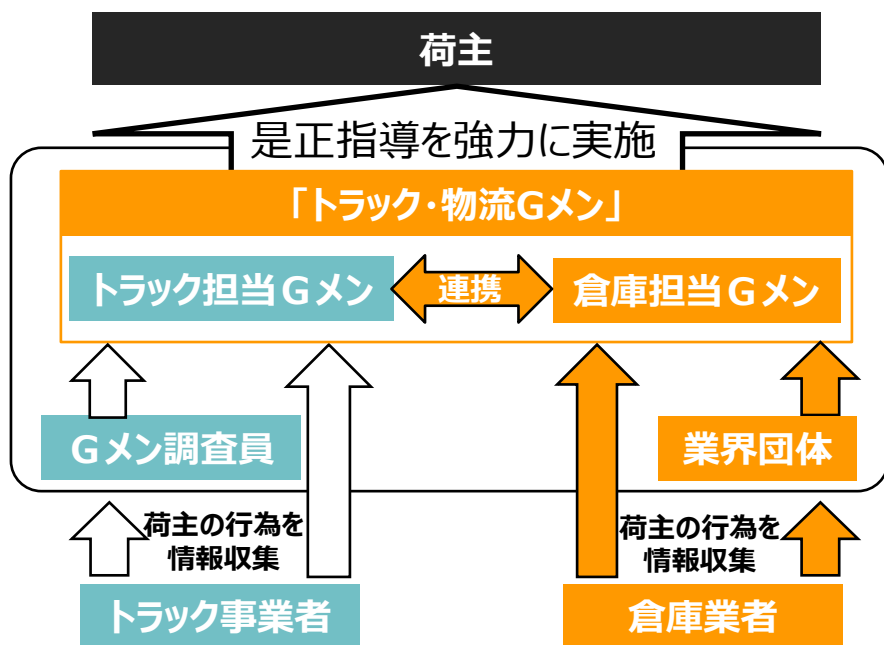 荷主
是正指導を強力に実施
「トラック・物流Gメン」
トラック担当Gメン
連携
倉庫担当Gメン
Gメン調査員
業界団体
荷主の行為を
情報収集
荷主の行為を
情報収集
トラック事業者
倉庫業者